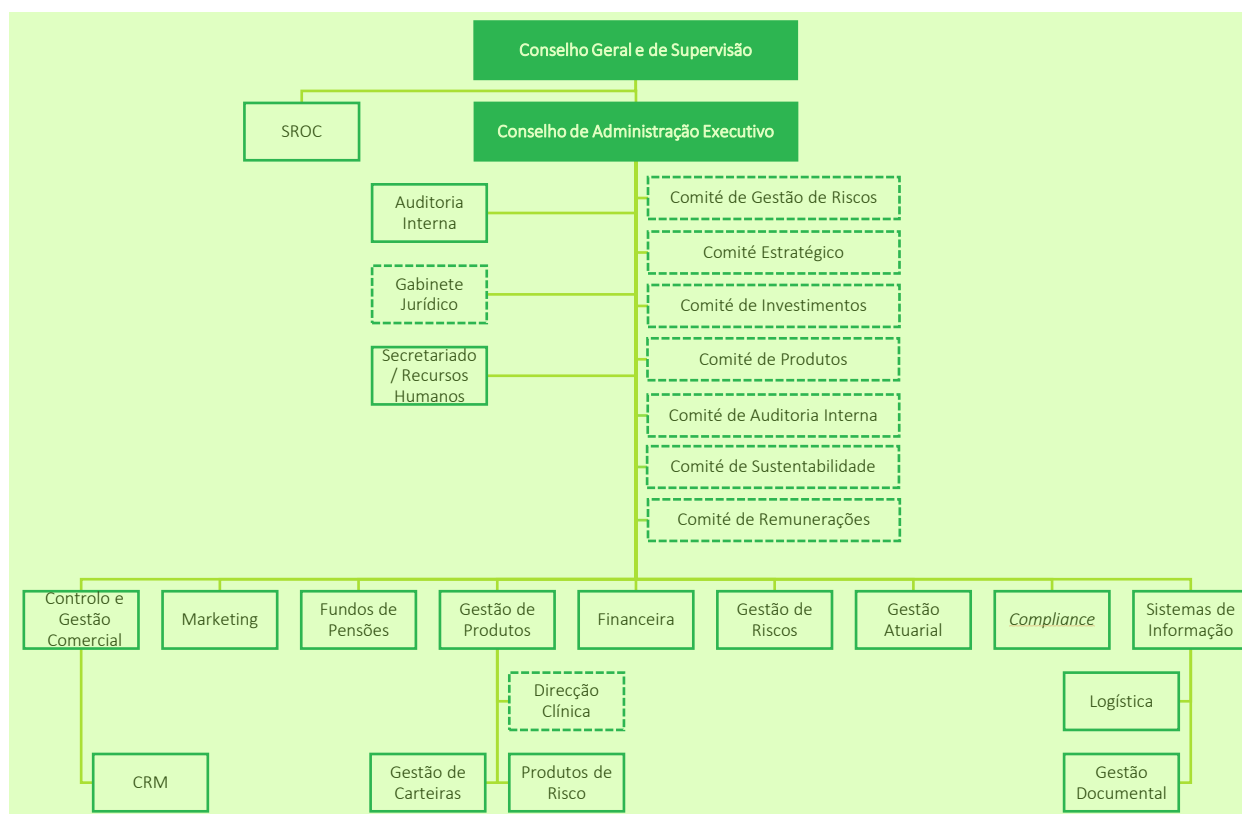 Conselho Geral e de Supervisão
SROC
Conselho de Administração Executivo
Auditoria
Interna
Comité de Gestão de Riscos
Comité Estratégico
Gabinete
Jurídico
Comité de Investimentos
Secretariado
/ Recursos
Humanos
Comité de Produtos
Comité de Auditoria Interna
Comité de Sustentabilidade
Comité de Remunerações
Controlo e
Gestão
Comercial
Marketing
Fundos de
Pensões
Gestão de
Produtos
Financeira
Gestão de
Riscos
Gestão
Atuarial
Compliance
Sistemas de
Informação
Direcção
Clínica
Logística
CRM
Gestão de
Carteiras
Produtos de
Risco
Gestão
Documental